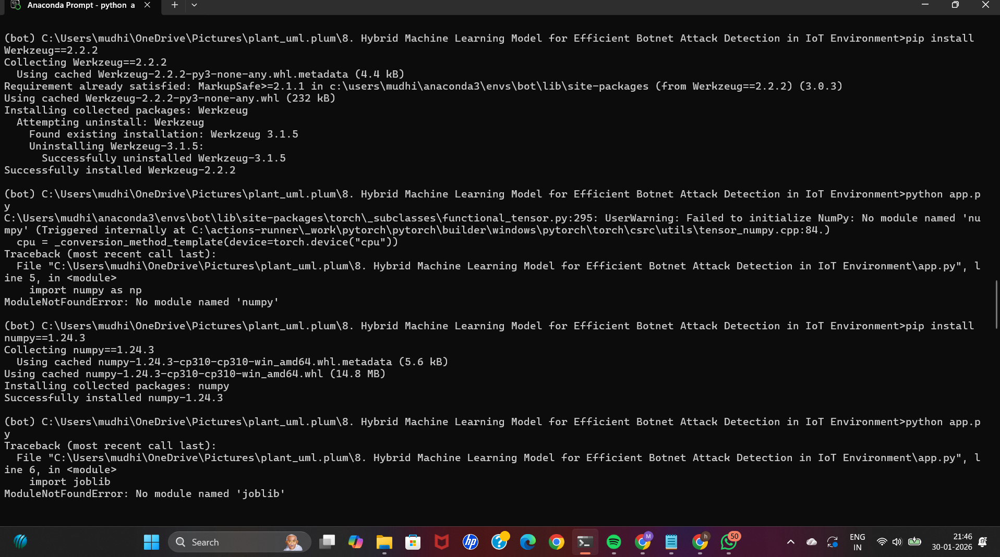 Anaconda Prompt - python  a
(bot) C:\Users\mudhi\OneDrive\Pictures\plant_uml.plum\8. Hybrid Machine Learning Model for Efficient Botnet Attack Detection in IoT Environment>pip install
Werkzeug==2.2.2
Collecting Werkzeug==2.2.2
  Using cached Werkzeug-2.2.2-py3-none-any.whl.metadata (4.4 kB)
Requirement already satisfied: MarkupSafe>=2.1.1 in c:\users\mudhi\anaconda3\envs\bot\lib\site-packages (from Werkzeug==2.2.2) (3.0.3)
Using cached Werkzeug-2.2.2-py3-none-any.whl (232 kB)
Installing collected packages: Werkzeug
  Attempting uninstall: Werkzeug
    Found existing installation: Werkzeug 3.1.5
    Uninstalling Werkzeug-3.1.5:
      Successfully uninstalled Werkzeug-3.1.5
Successfully installed Werkzeug-2.2.2
(bot) C:\Users\mudhi\OneDrive\Pictures\plant_uml.plum\8. Hybrid Machine Learning Model for Efficient Botnet Attack Detection in IoT Environment>python app.p
y
C:\Users\mudhi\anaconda3\envs\bot\lib\site-packages\torch\_subclasses\functional_tensor.py:295: UserWarning: Failed to initialize NumPy: No module named 'nu
mpy' (Triggered internally at C:\actions-runner\_work\pytorch\pytorch\builder\windows\pytorch\torch\csrc\utils\tensor_numpy.cpp:84.)
  cpu = _conversion_method_template(device=torch.device("cpu"))
Traceback (most recent call last):
  File "C:\Users\mudhi\OneDrive\Pictures\plant_uml.plum\8. Hybrid Machine Learning Model for Efficient Botnet Attack Detection in IoT Environment\app.py", l
ine 5, in <module>
    import numpy as np
ModuleNotFoundError: No module named 'numpy'
(bot) C:\Users\mudhi\OneDrive\Pictures\plant_uml.plum\8. Hybrid Machine Learning Model for Efficient Botnet Attack Detection in IoT Environment>pip install
numpy==1.24.3
Collecting numpy==1.24.3
  Using cached numpy-1.24.3-cp310-cp310-win_amd64.whl.metadata (5.6 kB)
Using cached numpy-1.24.3-cp310-cp310-win_amd64.whl (14.8 MB)
Installing collected packages: numpy
Successfully installed numpy-1.24.3
(bot) C:\Users\mudhi\OneDrive\Pictures\plant_uml.plum\8. Hybrid Machine Learning Model for Efficient Botnet Attack Detection in IoT Environment>python app.p
y
Traceback (most recent call last):
  File "C:\Users\mudhi\OneDrive\Pictures\plant_uml.plum\8. Hybrid Machine Learning Model for Efficient Botnet Attack Detection in IoT Environment\app.py", l
ine 6, in <module>
    import joblib
ModuleNotFoundError: No module named 'joblib'
Search
hp
?
M
h
50
ENG
IN
21:46
30-01-2026